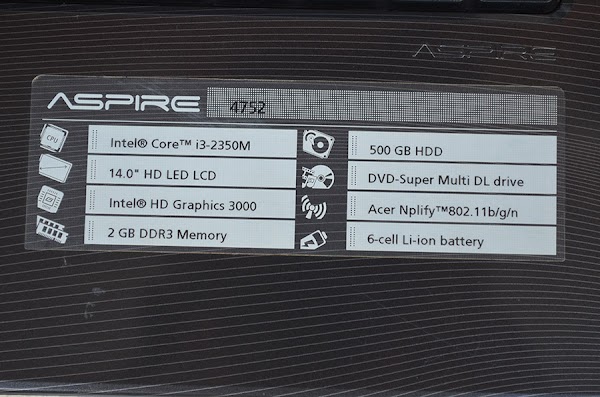 ASPIRE
ASPIRE 4752
CPU
Intel® Core™ i3-2350M
14.0" HD LED LCD
Intel® HD Graphics 3000
2 GB DDR3 Memory
500 GB HDD
DVD-Super Multi DL drive
Acer Nplify™802.11b/g/n
6-cell Li-ion battery